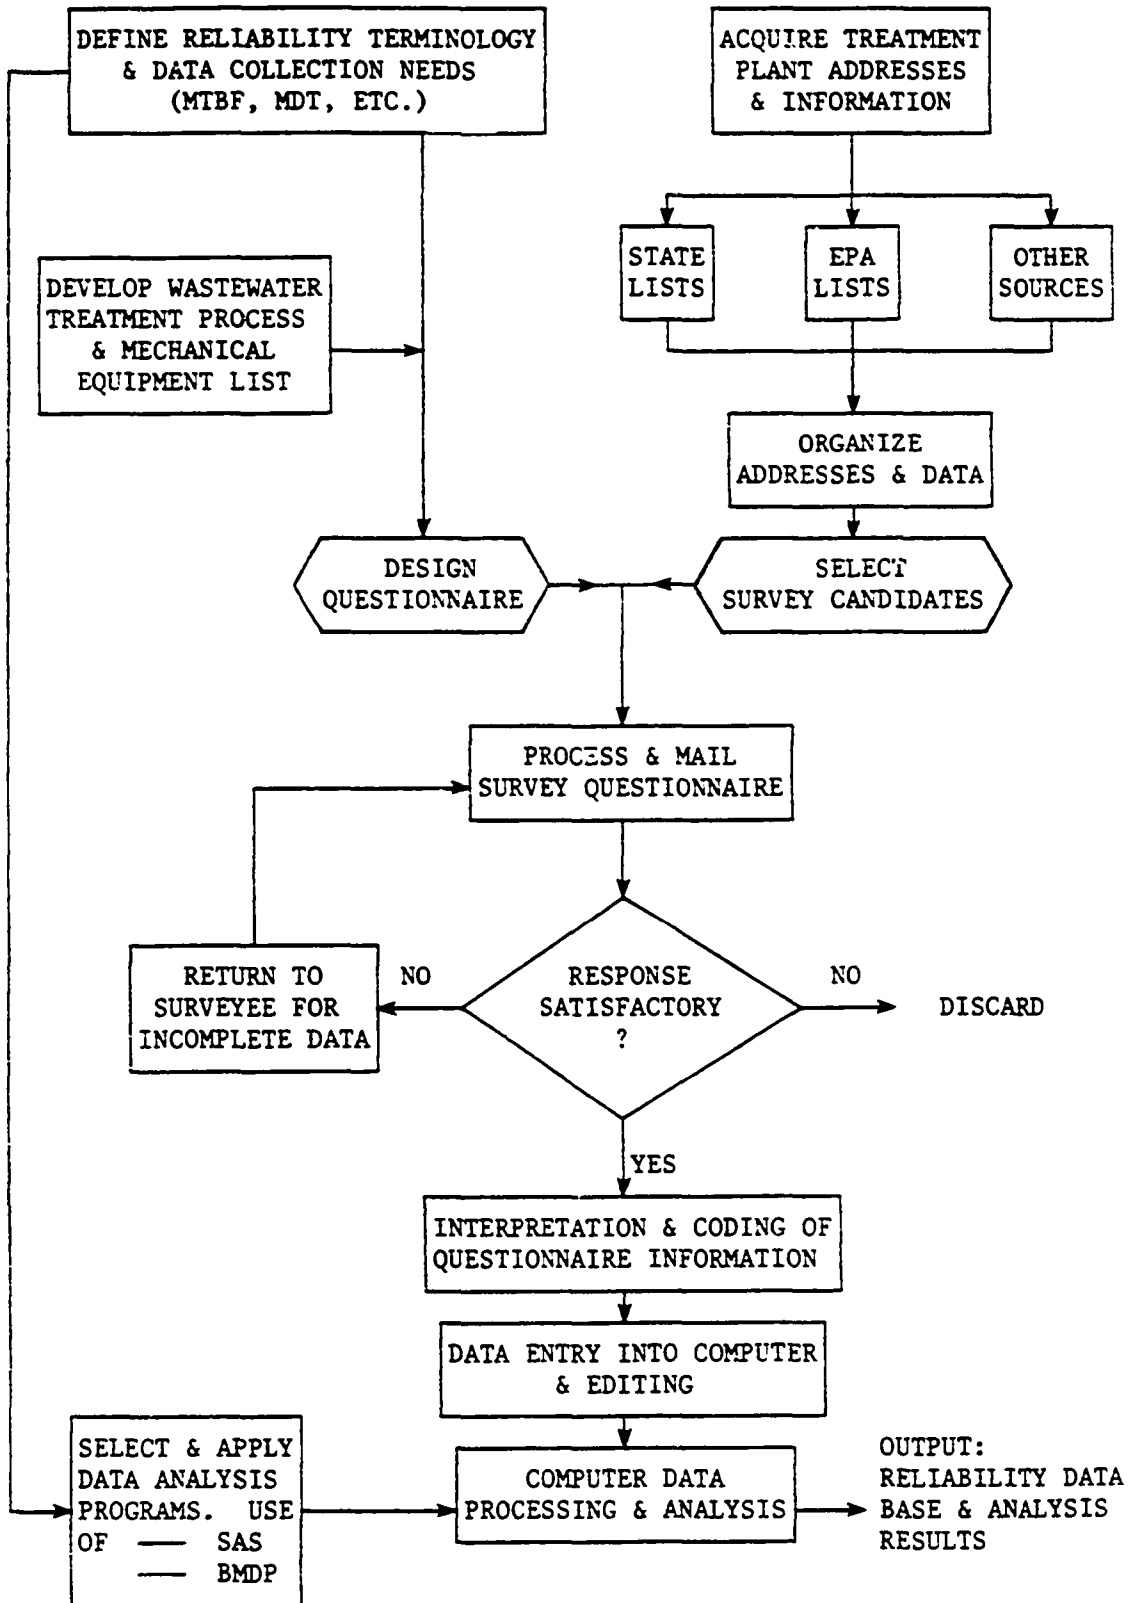 DEFINE RELIABILITY TERMINOLOGY
& DATA COLLECTION NEEDS
(MTBF, MDT, ETC.)
ACQUIRE TREATMENT
PLANT ADDRESSES
& INFORMATION
STATE
LISTS
EPA
LISTS
OTHER
SOURCES
DEVELOP WASTEWATER
TREATMENT PROCESS
& MECHANICAL
EQUIPMENT LIST
ORGANIZE
ADDRESSES & DATA
DESIGN
QUESTIONNAIRE
SELECT
SURVEY CANDIDATES
PROCESS & MAIL
SURVEY QUESTIONNAIRE
RETURN TO
SURVEYEE FOR
INCOMPLETE DATA
NO
RESPONSE
SATISFACTORY
?
NO
DISCARD
YES
INTERPRETATION & CODING OF
QUESTIONNAIRE INFORMATION
DATA ENTRY INTO COMPUTER
& EDITING
SELECT & APPLY
DATA ANALYSIS
PROGRAMS. USE
OF — SAS
— BMDP
COMPUTER DATA
PROCESSING & ANALYSIS
OUTPUT:
RELIABILITY DATA
BASE & ANALYSIS
RESULTS